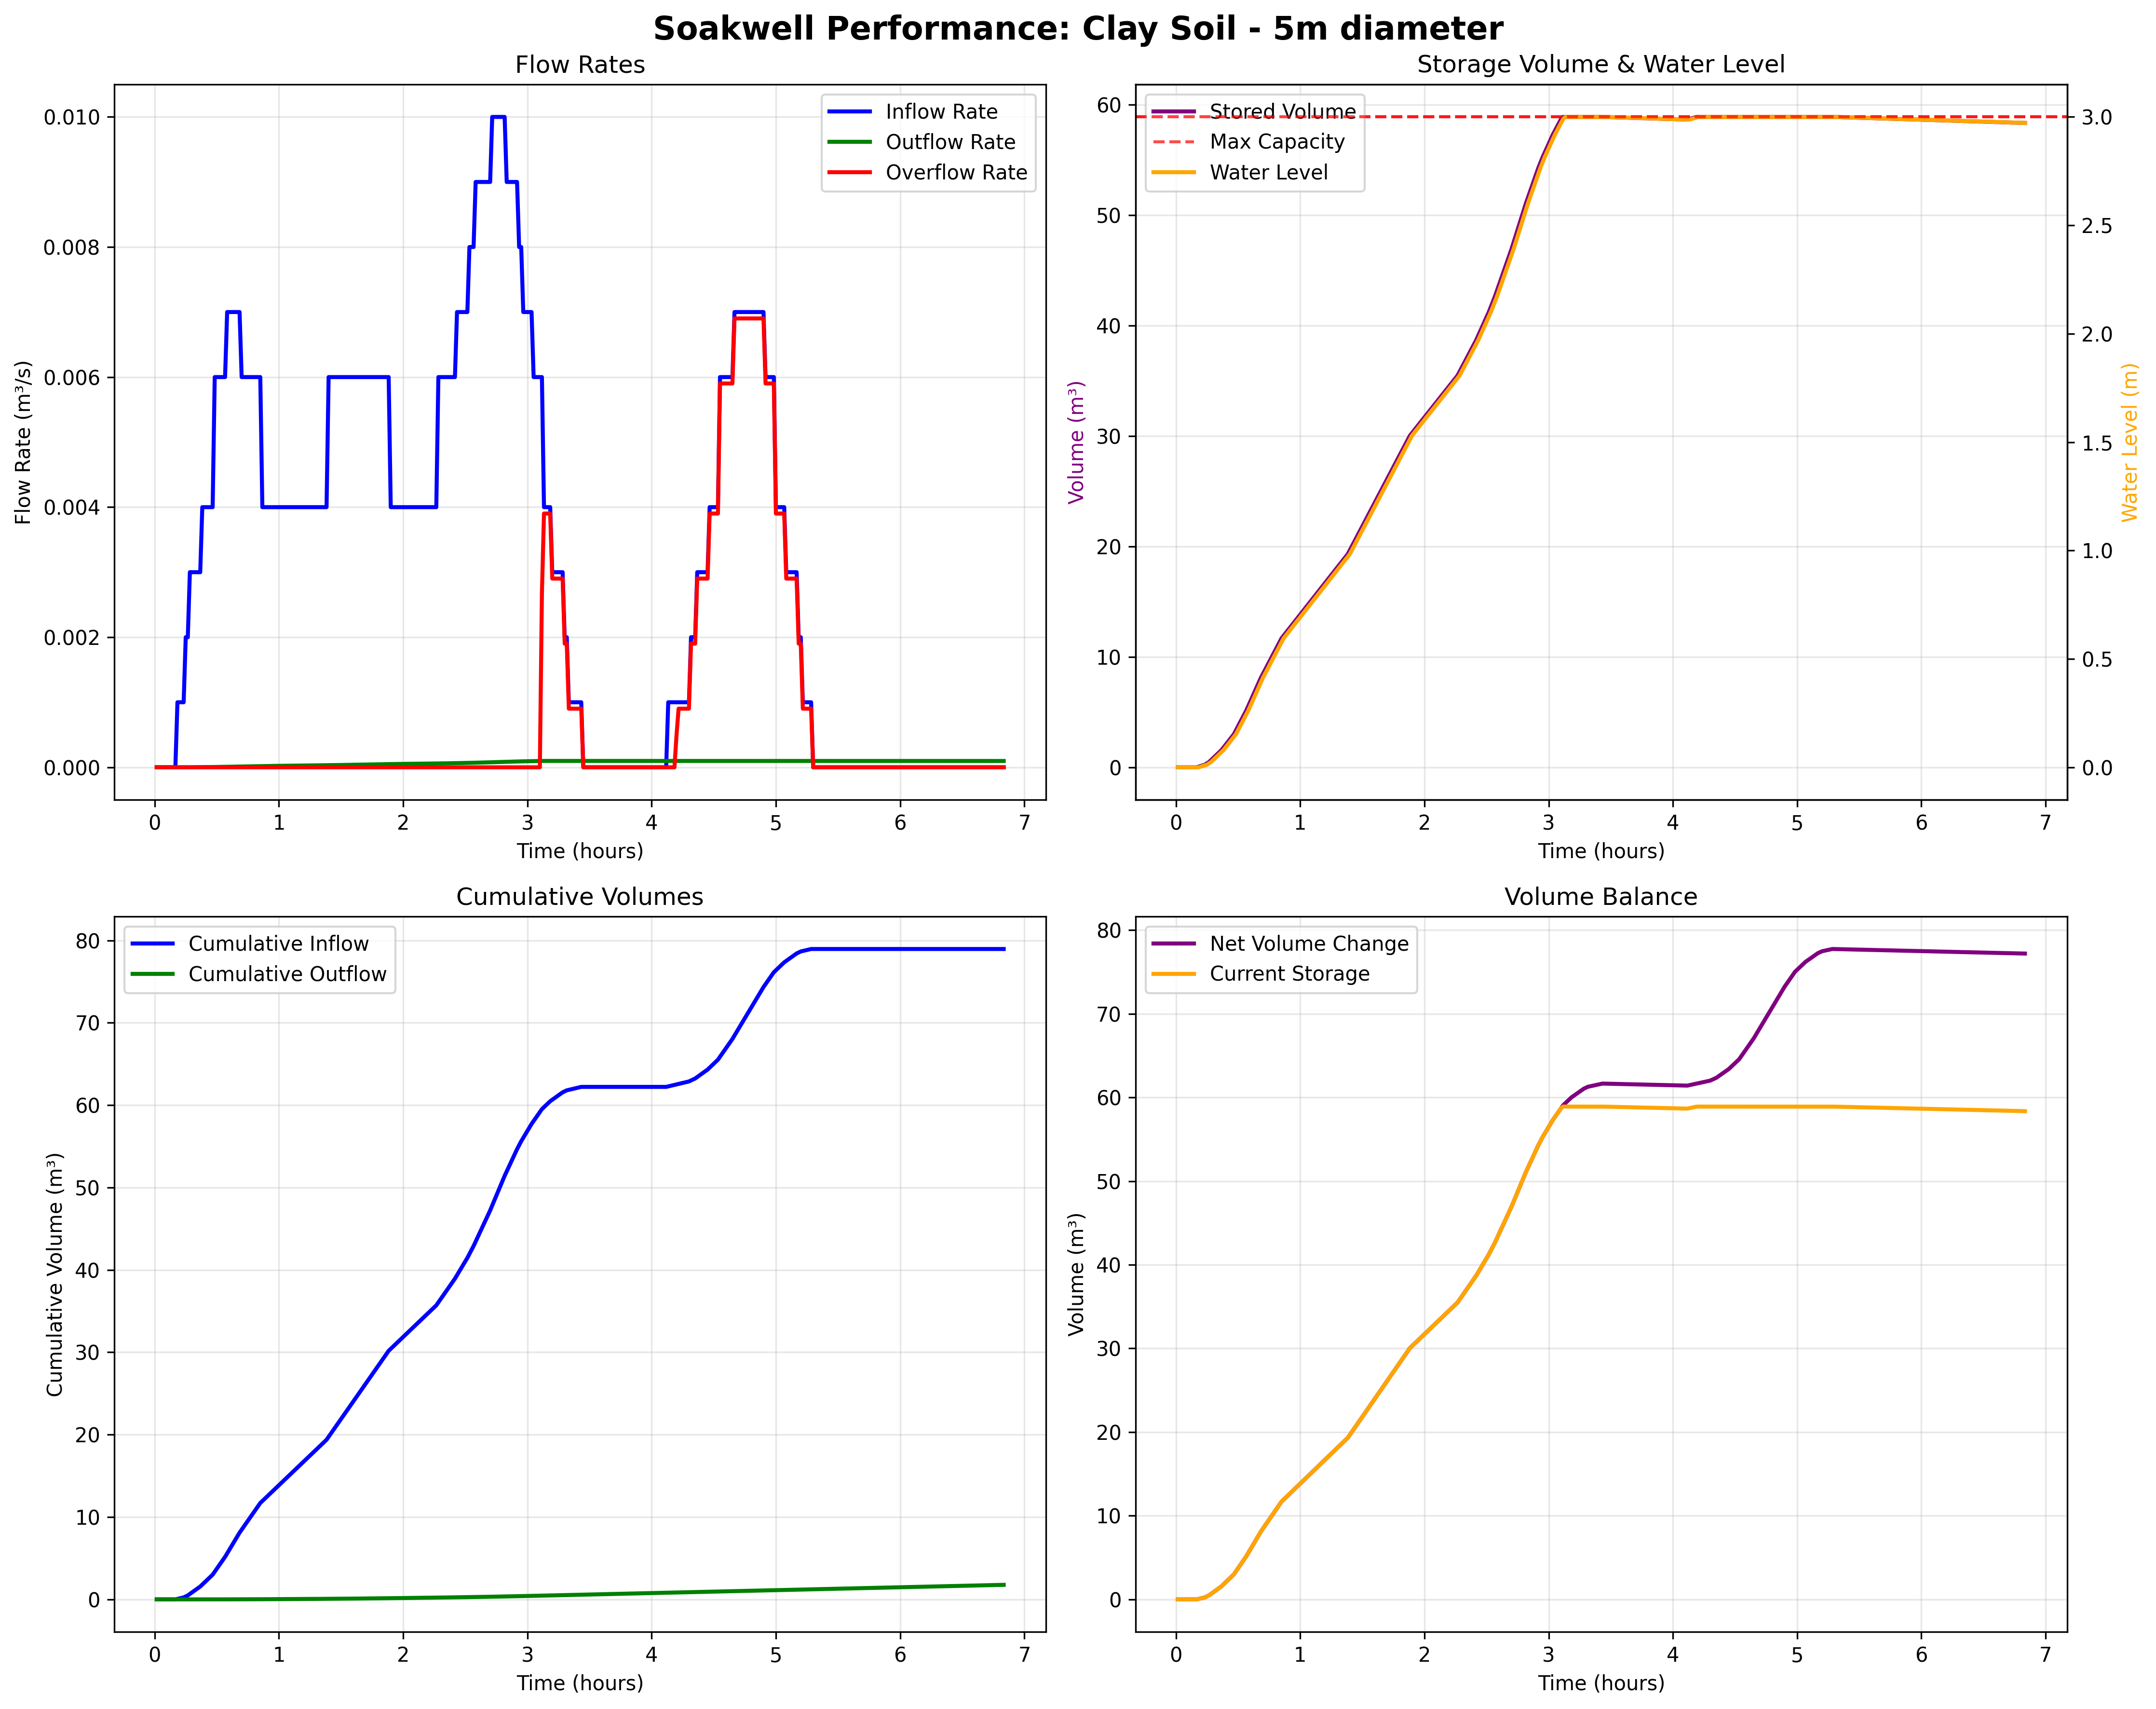 Soakwell Performance: Clay Soil - 5m diameter
Flow Rates
Inflow Rate
Outflow Rate
Overflow Rate
0.010
0.008
0.006
0.004
0.002
0.000
Flow Rate (m³/s)
0 1 2 3 4 5 6 7
Time (hours)
Storage Volume & Water Level
Stored Volume
Max Capacity
Water Level
60
50
40
30
20
10
0
Volume (m³)
3.0
2.5
2.0
1.5
1.0
0.5
0.0
Water Level (m)
0 1 2 3 4 5 6 7
Time (hours)
Cumulative Volumes
Cumulative Inflow
Cumulative Outflow
80
70
60
50
40
30
20
10
0
Cumulative Volume (m³)
0 1 2 3 4 5 6 7
Time (hours)
Volume Balance
Net Volume Change
Current Storage
80
70
60
50
40
30
20
10
0
Volume (m³)
0 1 2 3 4 5 6 7
Time (hours)